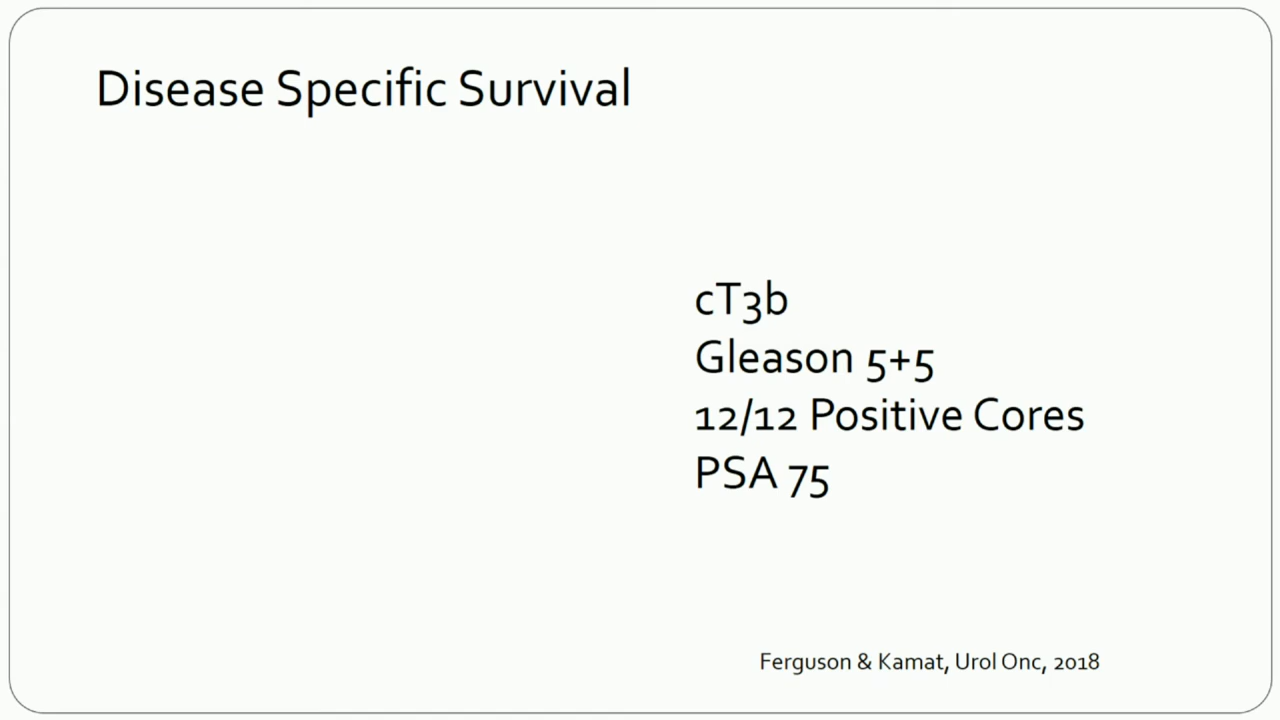 Disease Specific Survival
cT3b
Gleason 5+5
12/12 Positive Cores
PSA 75
Ferguson & Kamat, Urol Onc, 2018